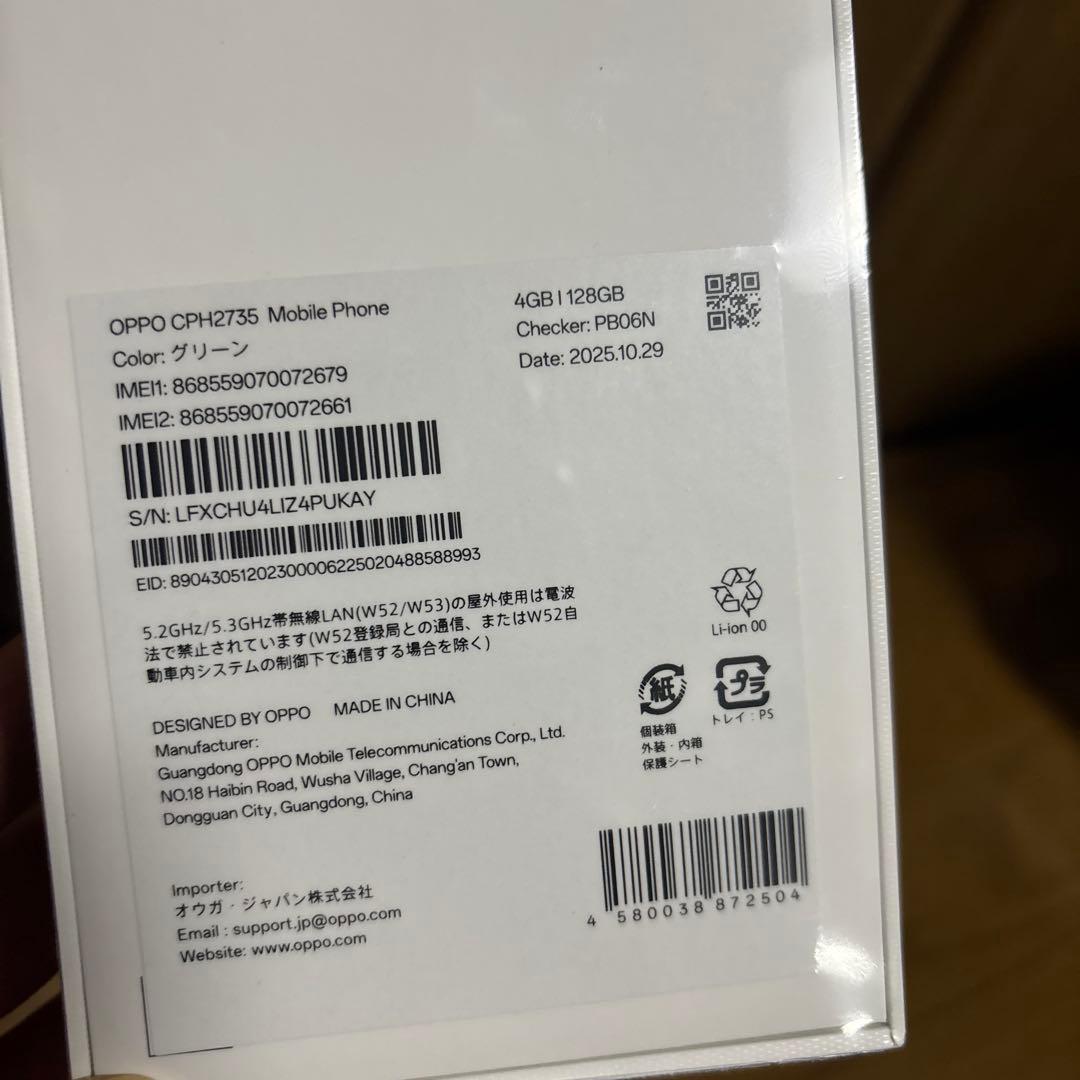 OPPO CPH2735 Mobile Phone
Color: グリーン
IMEI1: 868559070072679
IMEI2: 868559070072661
4GB | 128GB
Checker: PB06N
Date: 2025.10.29
S/N: LFXCHU4LIZ4PUKAY
EID: 89043051202300006225020488588993
5.2GHz/5.3GHz帯無線LAN(W52/W53)の屋外使用は電波
法で禁止されています(W52登録局との通信、またはW52自
動車内システムの制御下で通信する場合を除く)
Li-ion 00
紙
プラ
個装箱
外装・内箱
保護シート
トレイ:PS
DESIGNED BY OPPO MADE IN CHINA
Manufacturer:
Guangdong OPPO Mobile Telecommunications Corp., Ltd.
NO.18 Haibin Road, Wusha Village, Chang'an Town,
Dongguan City, Guangdong, China
Importer:
オウガ・ジャパン株式会社
Email : support.jp@oppo.com
Website: www.oppo.com
4 580038 872504